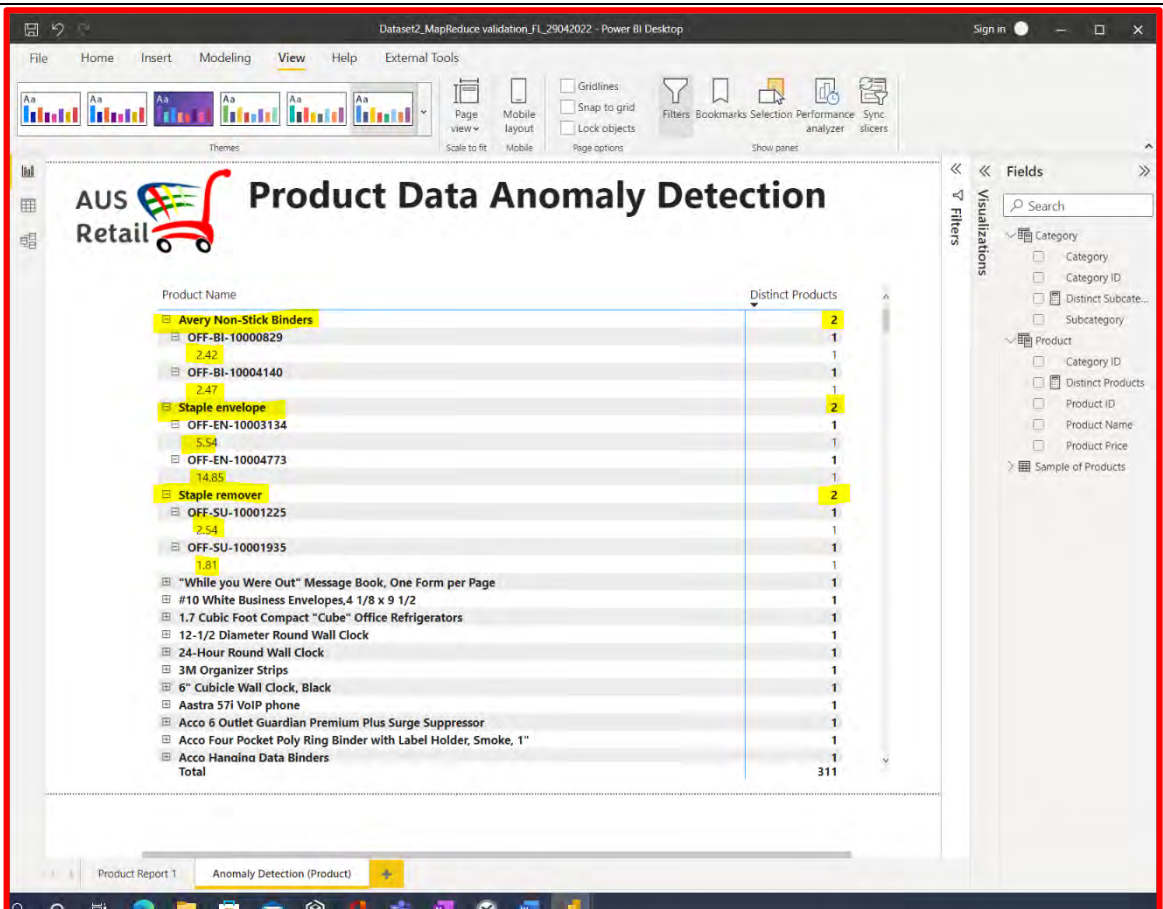 Dataset2_MapReduce validation_FL_29042022 - Power BI Desktop
Sign in
File Home Insert Modeling View Help External Tools
Aa Aa Aa Aa Aa Aa
Page view
Mobile layout
Gridlines
Snap to grid
Lock objects
Filters
Bookmarks
Selection
Performance analyzer
Sync slicers
Themes
Scale to fit
Mobile
Page options
Show panes
AUS Retail
Product Data Anomaly Detection
Product Name Distinct Products
Avery Non-Stick Binders 2
OFF-BI-10000829 1
2.42 1
OFF-BI-10004140 1
2.47 1
Staple envelope 2
OFF-EN-10003134 1
5.54 1
OFF-EN-10004773 1
14.85 1
Staple remover 2
OFF-SU-10001225 1
2.54 1
OFF-SU-10001935 1
1.81 1
"While you Were Out" Message Book, One Form per Page 1
#10 White Business Envelopes,4 1/8 x 9 1/2 1
1.7 Cubic Foot Compact "Cube" Office Refrigerators 1
12-1/2 Diameter Round Wall Clock 1
24-Hour Round Wall Clock 1
3M Organizer Strips 1
6" Cubicle Wall Clock, Black 1
Aastra 57i VoIP phone 1
Acco 6 Outlet Guardian Premium Plus Surge Suppressor 1
Acco Four Pocket Poly Ring Binder with Label Holder, Smoke, 1" 1
Acco Hanging Data Binders 1
Total 311
Filters
Visualizations
Fields
Search
Category
Category
Category ID
Distinct Subcate...
Subcategory
Product
Category ID
Distinct Products
Product ID
Product Name
Product Price
Sample of Products
Product Report 1
Anomaly Detection (Product)